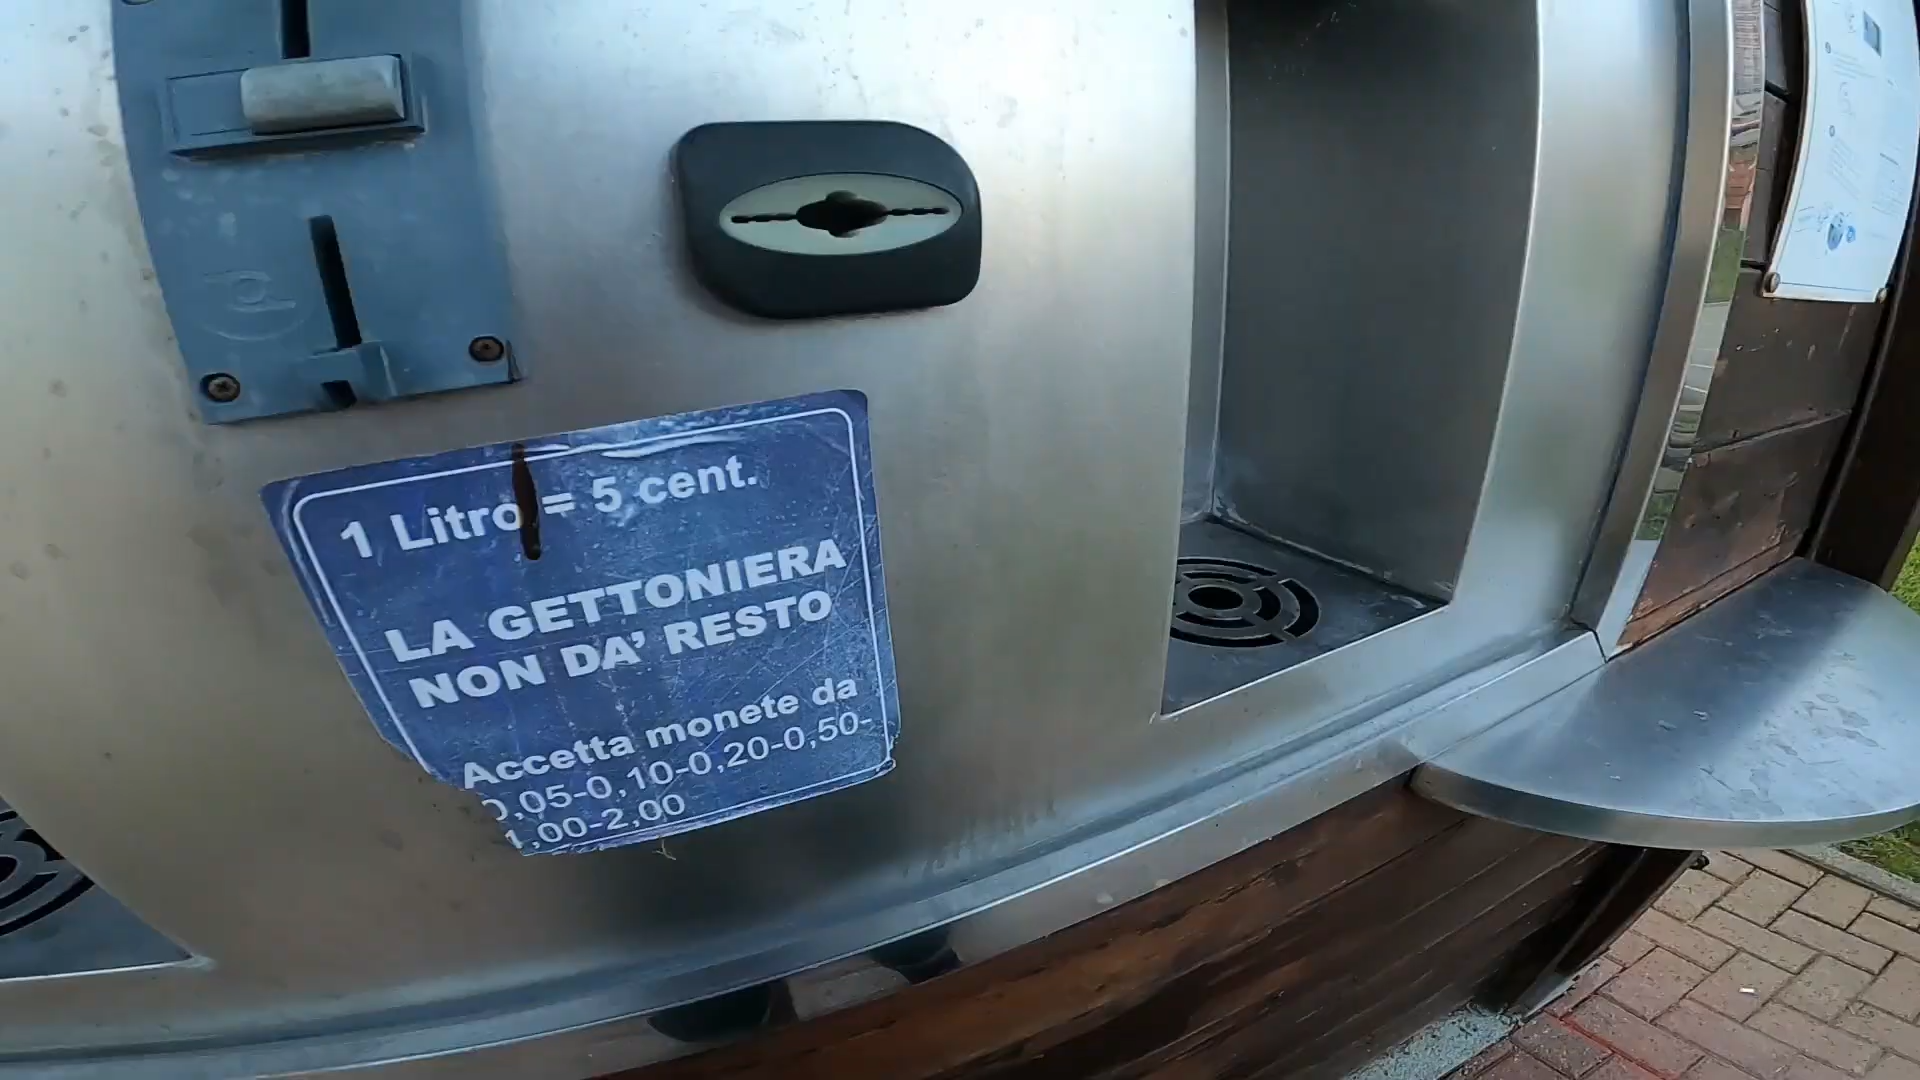 1 Litro = 5 cent.
LA GETTONIERA
NON DA' RESTO
Accetta monete da
0,05-0,10-0,20-0,50-
1,00-2,00